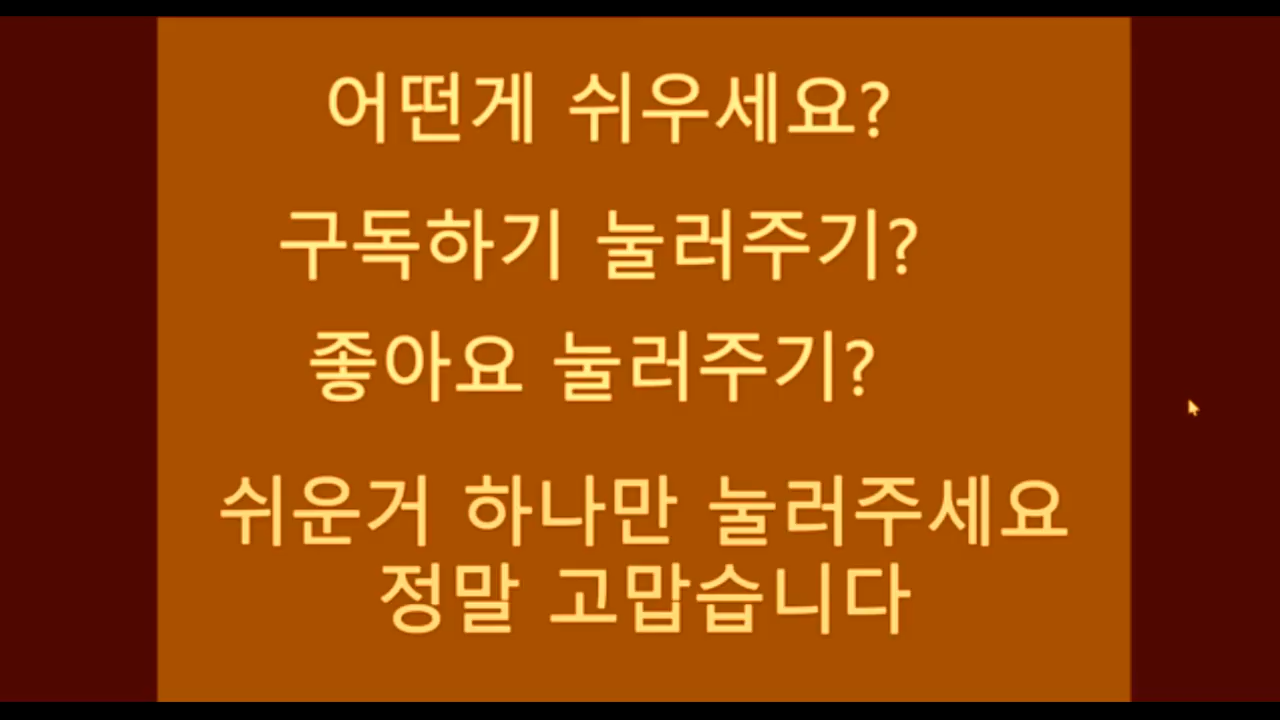 어떤게 쉬우세요?
구독하기 눌러주기?
좋아요 눌러주기?
쉬운거 하나만 눌러주세요
정말 고맙습니다